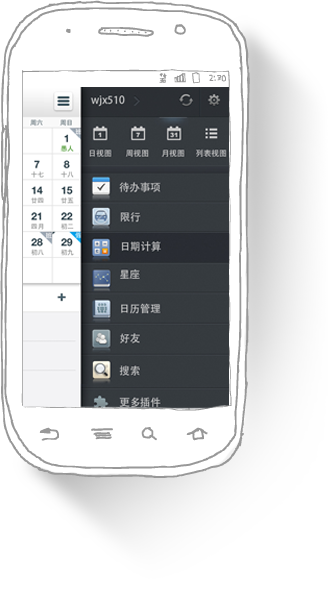 2:20
wjx510
1 7 31
日视图 周视图 月视图 列表视图
周六 周日
1
愚人
7 8
十七 十八
14 15
廿四 廿五
21 22
四月 初二
28 29
初八 初九
+
待办事项
限行
日期计算
星座
日历管理
好友
搜索
更多插件